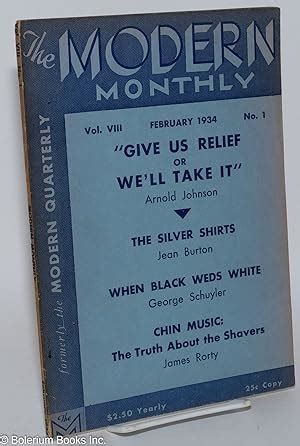 The MODERN
MONTHLY
Vol. VIII FEBRUARY 1934 No. 1
"GIVE US RELIEF
OR
WE'LL TAKE IT"
Arnold Johnson
THE SILVER SHIRTS
Jean Burton
WHEN BLACK WEDS WHITE
George Schuyler
CHIN MUSIC:
The Truth About the Shavers
James Rorty
formerly the MODERN QUARTERLY
The M
$2.50 Yearly 25c Copy
© Bolerium Books Inc.